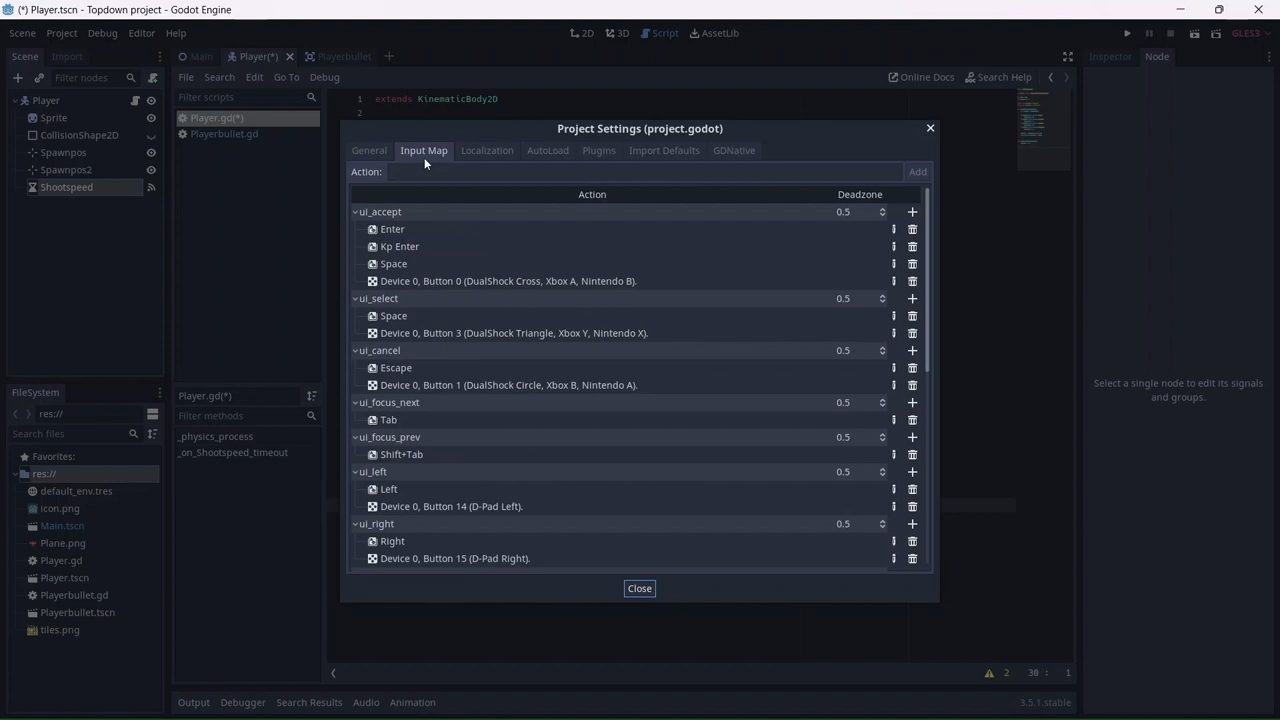 (*) Player.tscn - Topdown project - Godot Engine
Scene Project Debug Editor Help
2D 3D Script AssetLib
GLES3
Scene Import
Main Player(*) Playerbullet
Inspector Node
Filter nodes
File Search Edit Go To Debug
Online Docs Search Help
Player
Sprite
CollisionShape2D
Spawnpos
Spawnpos2
Shootspeed
Filter scripts
Player.gd(*)
Playerbullet.gd
1 extends KinematicBody2D
2
Project Settings (project.godot)
General Input Map Localization AutoLoad Plugins Import Defaults GDNative
Action: Add
Action Deadzone
ui_accept 0.5
Enter
Kp Enter
Space
Device 0, Button 0 (DualShock Cross, Xbox A, Nintendo B).
ui_select 0.5
Space
Device 0, Button 3 (DualShock Triangle, Xbox Y, Nintendo X).
ui_cancel 0.5
Escape
Device 0, Button 1 (DualShock Circle, Xbox B, Nintendo A).
ui_focus_next 0.5
Tab
ui_focus_prev 0.5
Shift+Tab
ui_left 0.5
Left
Device 0, Button 14 (D-Pad Left).
ui_right 0.5
Right
Device 0, Button 15 (D-Pad Right).
Close
Select a single node to edit its signals
and groups.
FileSystem
res://
Search files
Favorites:
res://
default_env.tres
icon.png
Main.tscn
Plane.png
Player.gd
Player.tscn
Playerbullet.gd
Playerbullet.tscn
tiles.png
Player.gd(*)
Filter methods
_physics_process
_on_Shootspeed_timeout
2 30 : 1
Output Debugger Search Results Audio Animation
3.5.1.stable